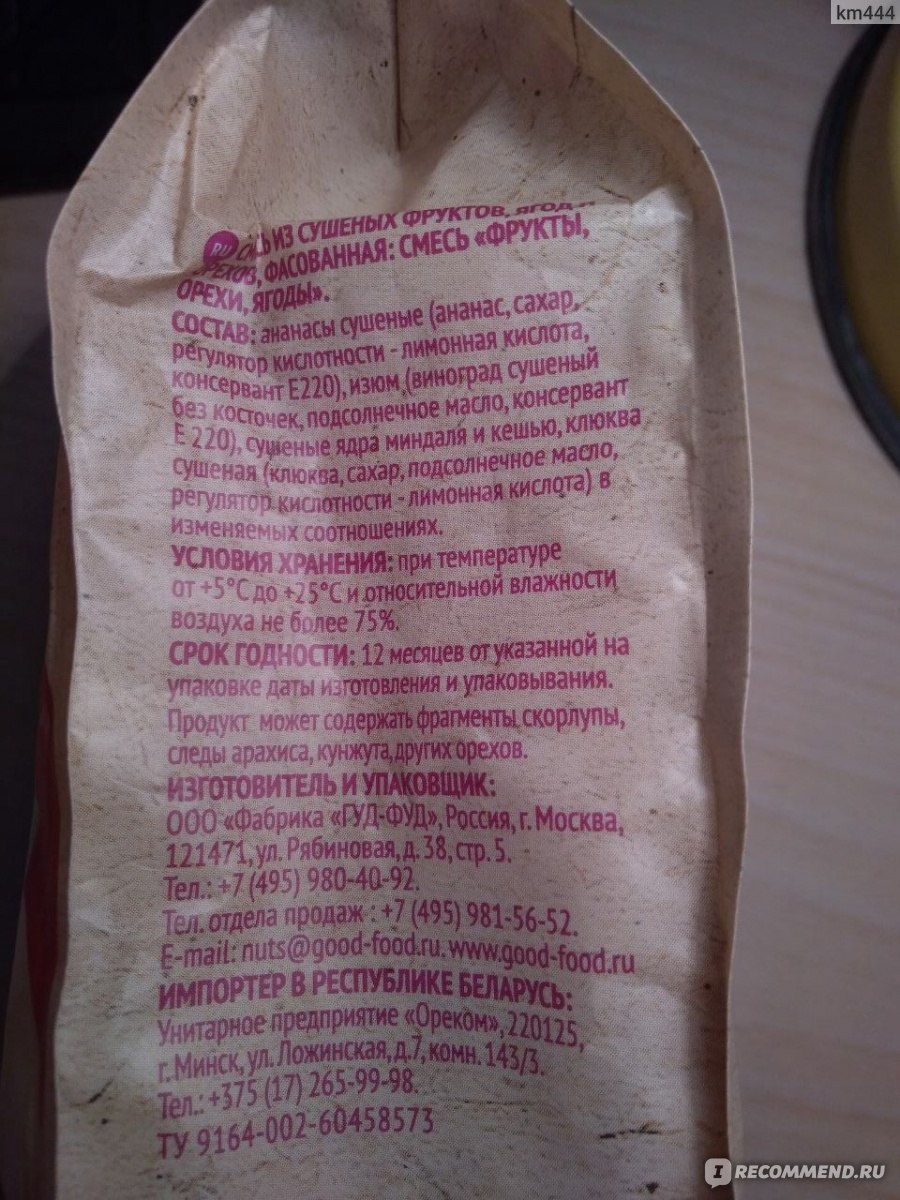 km444
RU ИЗ СУШЕНЫХ ФРУКТОВ, ЯГОД И
ОРЕХОВ, ФАСОВАННАЯ: СМЕСЬ «ФРУКТЫ,
ОРЕХИ, ЯГОДЫ».
СОСТАВ: ананасы сушеные (ананас, сахар,
регулятор кислотности - лимонная кислота,
консервант Е220), изюм (виноград сушеный
без косточек, подсолнечное масло, консервант
Е 220), сушеные ядра миндаля и кешью, клюква
сушеная (клюква, сахар, подсолнечное масло,
регулятор кислотности - лимонная кислота) в
изменяемых соотношениях.
УСЛОВИЯ ХРАНЕНИЯ: при температуре
от +5°С до +25°С и относительной влажности
воздуха не более 75%.
СРОК ГОДНОСТИ: 12 месяцев от указанной на
упаковке даты изготовления и упаковывания.
Продукт может содержать фрагменты скорлупы,
следы арахиса, кунжута, других орехов.
ИЗГОТОВИТЕЛЬ И УПАКОВЩИК:
ООО «Фабрика «ГУД-ФУД», Россия, г. Москва,
121471, ул. Рябиновая, д. 38, стр. 5.
Тел.: +7 (495) 980-40-92.
Тел. отдела продаж : +7 (495) 981-56-52.
E-mail: nuts@good-food.ru. www.good-food.ru
ИМПОРТЕР В РЕСПУБЛИКЕ БЕЛАРУСЬ:
Унитарное предприятие «Ореком», 220125,
г. Минск, ул. Ложинская, д. 7, комн. 143/3.
Тел.: +375 (17) 265-99-98.
ТУ 9164-002-60458573
IRECOMMEND.RU